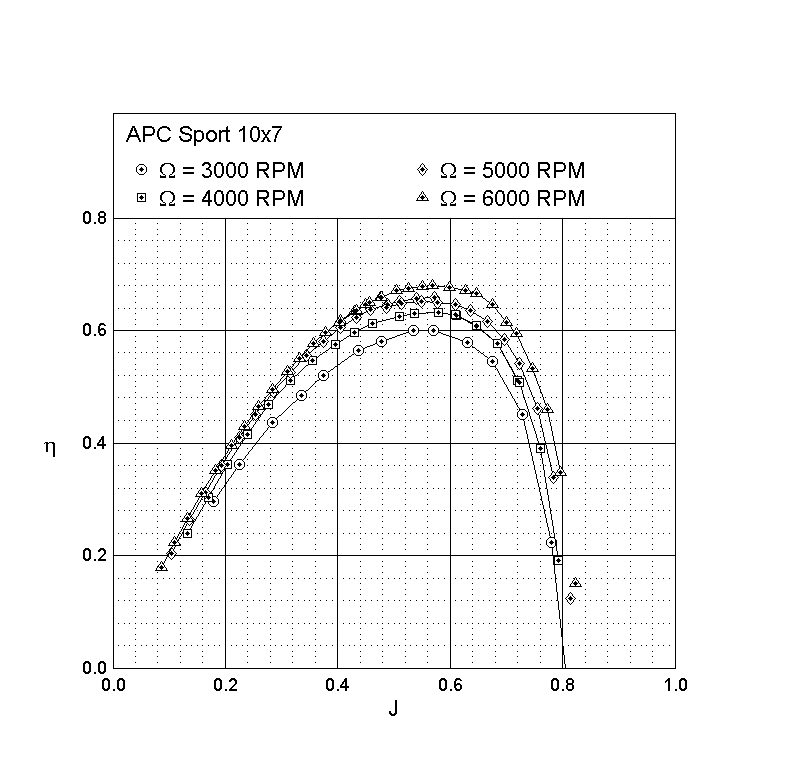 APC Sport 10x7
Ω = 3000 RPM
Ω = 5000 RPM
Ω = 4000 RPM
Ω = 6000 RPM
0.8
0.6
η
0.4
0.2
0.0
0.0 0.2 0.4 0.6 0.8 1.0
J